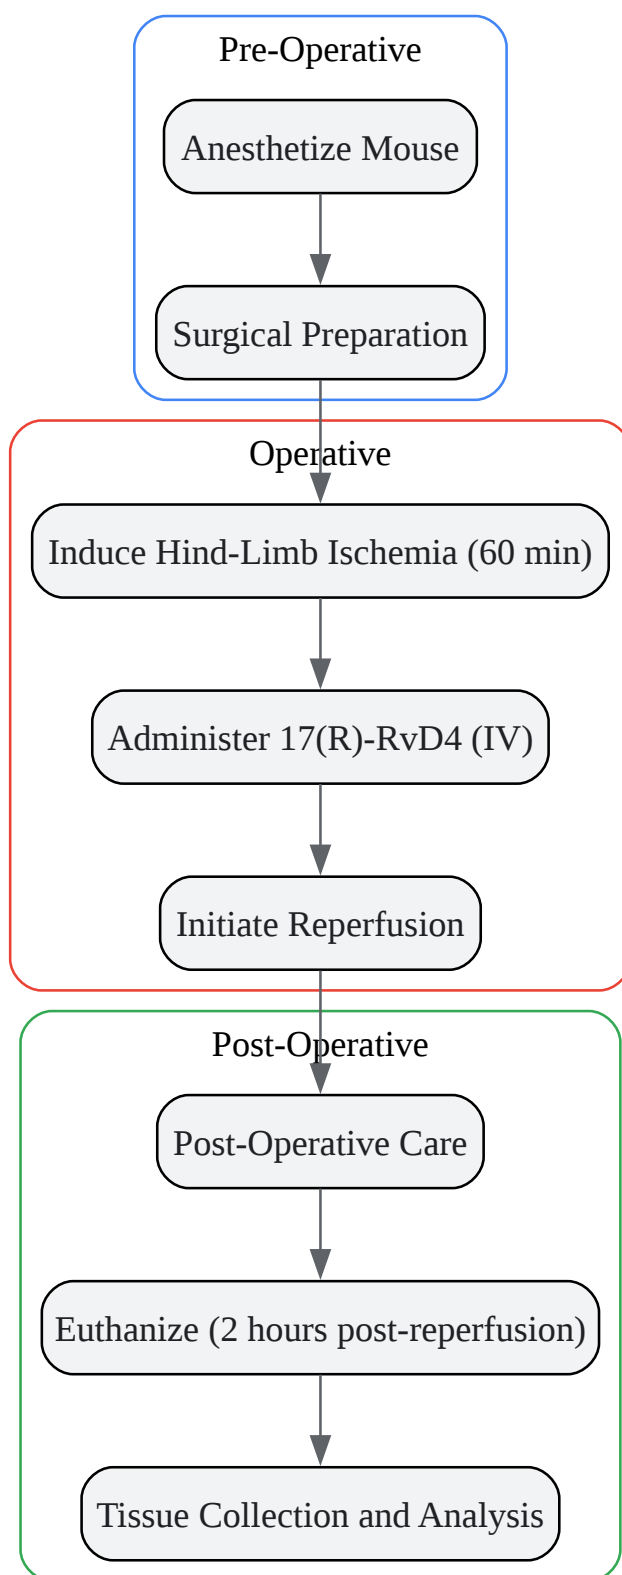 Pre-Operative
Anesthetize Mouse
Surgical Preparation
Operative
Induce Hind-Limb Ischemia (60 min)
Administer 17(R)-RvD4 (IV)
Initiate Reperfusion
Post-Operative
Post-Operative Care
Euthanize (2 hours post-reperfusion)
Tissue Collection and Analysis